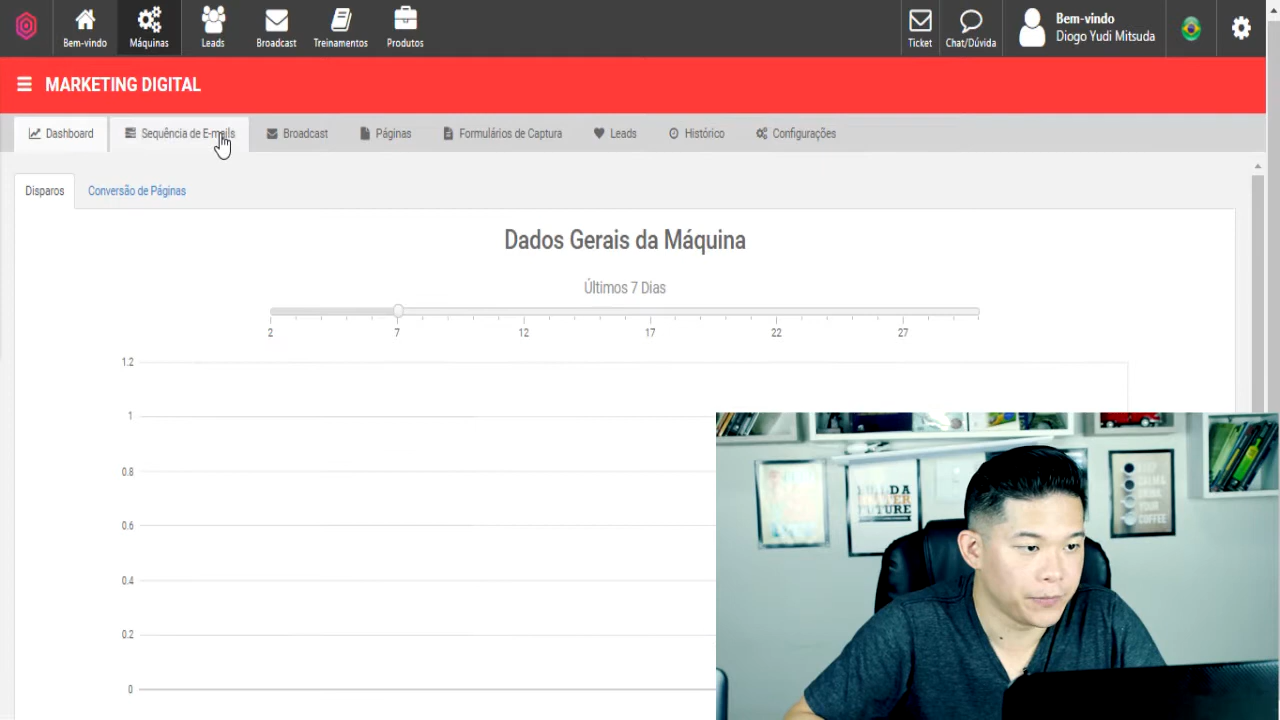 Bem-vindo
Máquinas
Leads
Broadcast
Treinamentos
Produtos
Ticket
Chat/Dúvida
Bem-vindo
Diogo Yudi Mitsuda
MARKETING DIGITAL
Dashboard
Sequência de E-mails
Broadcast
Páginas
Formulários de Captura
Leads
Histórico
Configurações
Disparos
Conversão de Páginas
Dados Gerais da Máquina
Últimos 7 Dias
2 7 12 17 22 27
1.2
1
0.8
0.6
0.4
0.2
0
FUTURE
YOUR
COFFEE